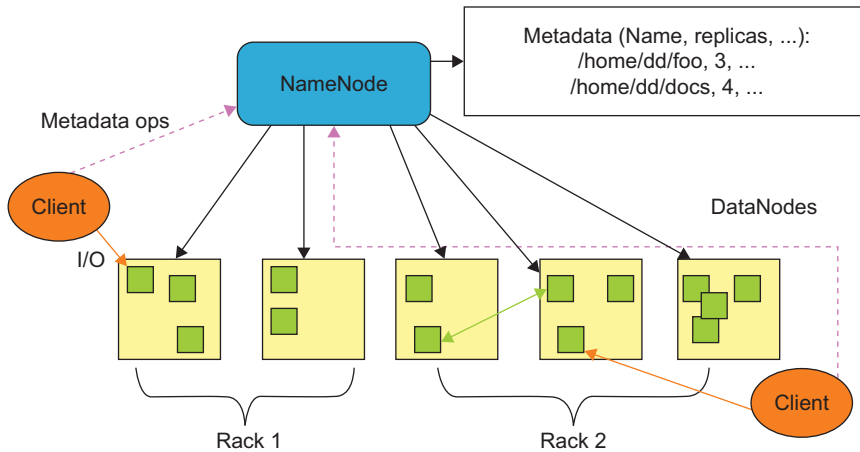 Metadata (Name, replicas, ...):
/home/dd/foo, 3, ...
/home/dd/docs, 4, ...
NameNode
Metadata ops
Client
DataNodes
I/O
Client
Rack 1
Rack 2